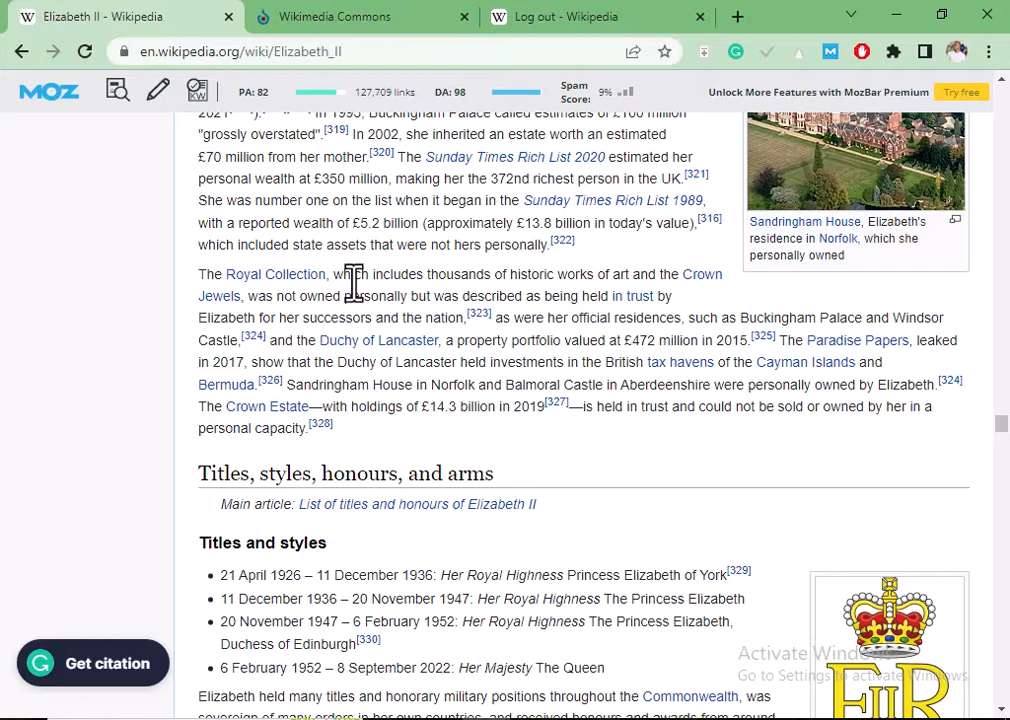 Elizabeth II - Wikipedia
Wikimedia Commons
Log out - Wikipedia
en.wikipedia.org/wiki/Elizabeth_II
MOZ
KW
PA: 82
127,709 links
DA: 98
Spam Score: 9%
Unlock More Features with MozBar Premium
Try free
"grossly overstated".[319] In 2002, she inherited an estate worth an estimated
£70 million from her mother.[320] The Sunday Times Rich List 2020 estimated her
personal wealth at £350 million, making her the 372nd richest person in the UK.[321]
She was number one on the list when it began in the Sunday Times Rich List 1989,
with a reported wealth of £5.2 billion (approximately £13.8 billion in today's value),[316]
which included state assets that were not hers personally.[322]
Sandringham House, Elizabeth's
residence in Norfolk, which she
personally owned
The Royal Collection, which includes thousands of historic works of art and the Crown
Jewels, was not owned personally but was described as being held in trust by
Elizabeth for her successors and the nation,[323] as were her official residences, such as Buckingham Palace and Windsor
Castle,[324] and the Duchy of Lancaster, a property portfolio valued at £472 million in 2015.[325] The Paradise Papers, leaked
in 2017, show that the Duchy of Lancaster held investments in the British tax havens of the Cayman Islands and
Bermuda.[326] Sandringham House in Norfolk and Balmoral Castle in Aberdeenshire were personally owned by Elizabeth.[324]
The Crown Estate—with holdings of £14.3 billion in 2019[327]—is held in trust and could not be sold or owned by her in a
personal capacity.[328]
Titles, styles, honours, and arms
Main article: List of titles and honours of Elizabeth II
Titles and styles
• 21 April 1926 – 11 December 1936: Her Royal Highness Princess Elizabeth of York[329]
• 11 December 1936 – 20 November 1947: Her Royal Highness The Princess Elizabeth
• 20 November 1947 – 6 February 1952: Her Royal Highness The Princess Elizabeth,
Duchess of Edinburgh[330]
• 6 February 1952 – 8 September 2022: Her Majesty The Queen
Elizabeth held many titles and honorary military positions throughout the Commonwealth, was
sovereign of many orders in her own countries, and received honours and awards from around
Get citation
EIIR
Activate Windows
Go to Settings to activate Windows.